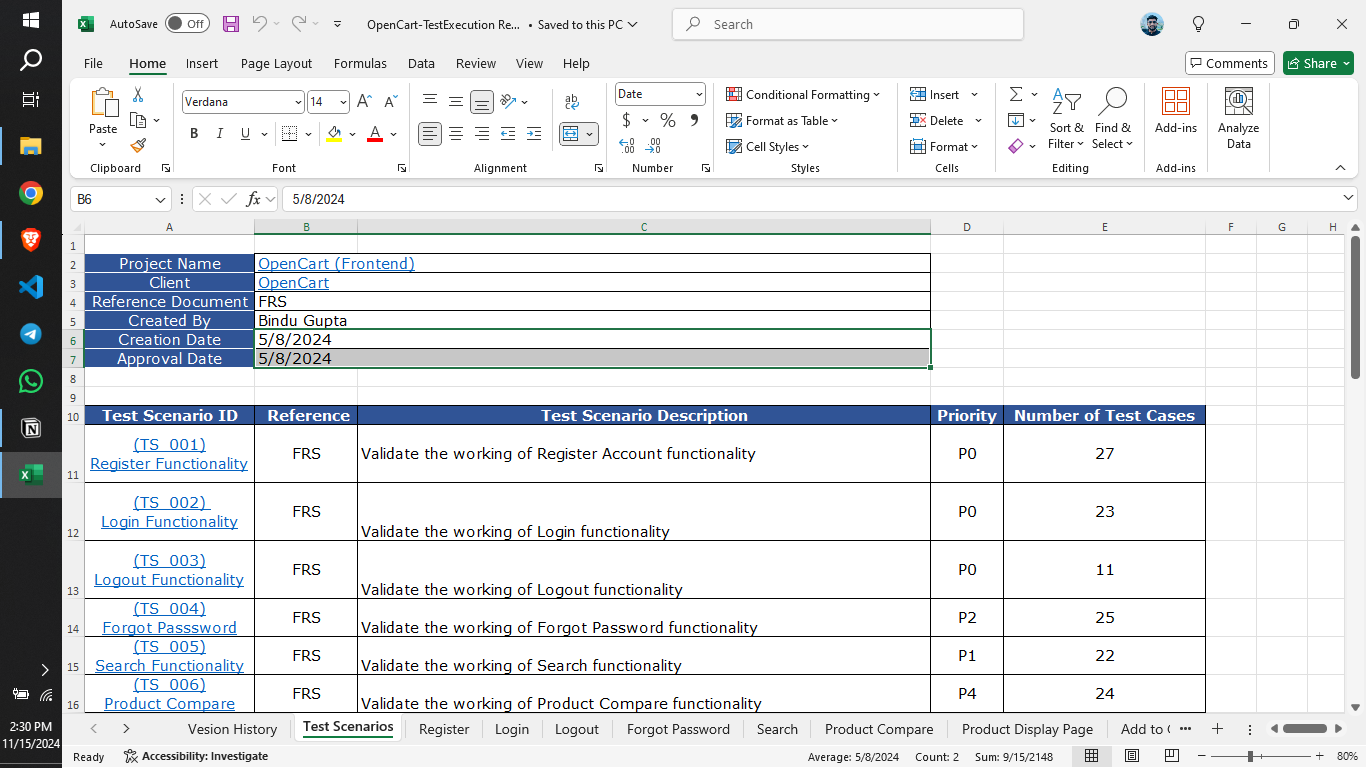 AutoSave Off OpenCart-TestExecution Re... • Saved to this PC Search
File Home Insert Page Layout Formulas Data Review View Help Comments Share
Paste
Verdana 14
B I U A
ab
Date
$ % 9
Conditional Formatting
Format as Table
Cell Styles
Insert
Delete
Format
Sort & Filter
Find & Select
Add-ins
Analyze Data
Clipboard Font Alignment Number Styles Cells Editing Add-ins
B6 fx 5/8/2024
A B C D E F G H
1
2 Project Name OpenCart (Frontend)
3 Client OpenCart
4 Reference Document FRS
5 Created By Bindu Gupta
6 Creation Date 5/8/2024
7 Approval Date 5/8/2024
8
9
10 Test Scenario ID Reference Test Scenario Description Priority Number of Test Cases
11 (TS_001) Register Functionality FRS Validate the working of Register Account functionality P0 27
12 (TS_002) Login Functionality FRS Validate the working of Login functionality P0 23
13 (TS_003) Logout Functionality FRS Validate the working of Logout functionality P0 11
14 (TS_004) Forgot Passsword FRS Validate the working of Forgot Password functionality P2 25
15 (TS_005) Search Functionality FRS Validate the working of Search functionality P1 22
16 (TS_006) Product Compare FRS Validate the working of Product Compare functionality P4 24
Vesion History Test Scenarios Register Login Logout Forgot Password Search Product Compare Product Display Page Add to C ...
Ready Accessibility: Investigate Average: 5/8/2024 Count: 2 Sum: 9/15/2148 80%
2:30 PM
11/15/2024